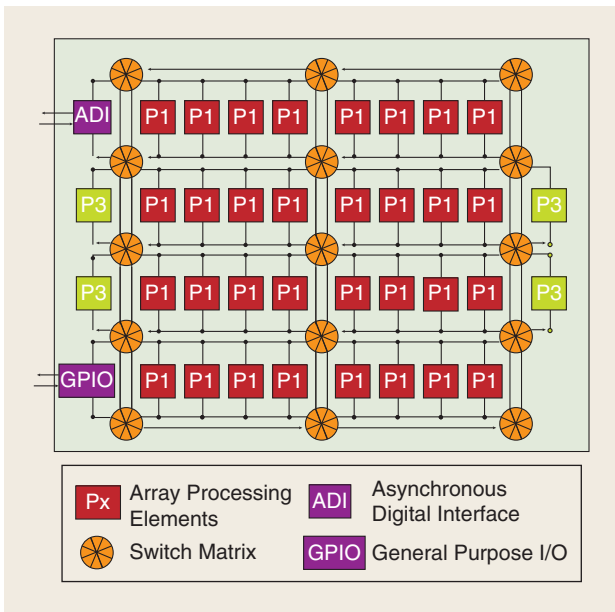 ADI P1 P1 P1 P1 P1 P1 P1 P1
P3 P1 P1 P1 P1 P1 P1 P1 P1 P3
P3 P1 P1 P1 P1 P1 P1 P1 P1 P3
GPIO P1 P1 P1 P1 P1 P1 P1 P1
Px Array Processing
Elements
ADI Asynchronous
Digital Interface
Switch Matrix
GPIO General Purpose I/O